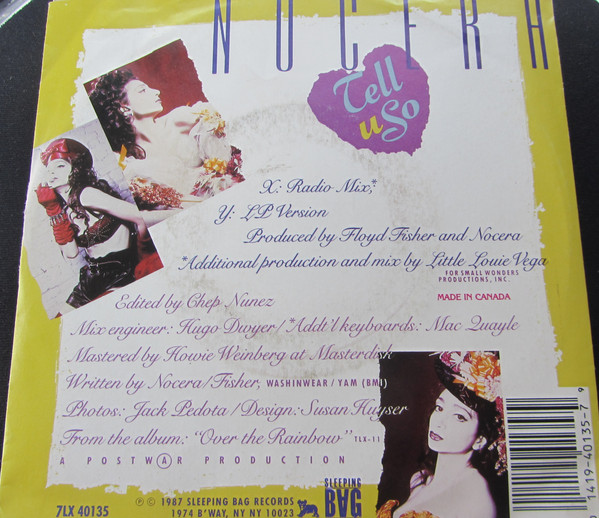 NOCERA
Tell
u So
X: Radio Mix,*
Y: LP Version
Produced by Floyd Fisher and Nocera
*Additional production and mix by Little Louie Vega
FOR SMALL WONDERS
PRODUCTIONS, INC.
MADE IN CANADA
Edited by Chep Nunez
Mix engineer: Hugo Dwyer/*Addt'l keyboards: Mac Quayle
Mastered by Howie Weinberg at Masterdisk
Written by Nocera/Fisher, WASHINWEAR / YAM (BMI)
Photos: Jack Pedota / Design: Susan Huyser
From the album: "Over the Rainbow" TLX-11
A POSTWAR PRODUCTION
7LX 40135
℗ © 1987 SLEEPING BAG RECORDS
1974 B'WAY, NY NY 10023
SLEEPING
BAG
0 1419-40135-7 9